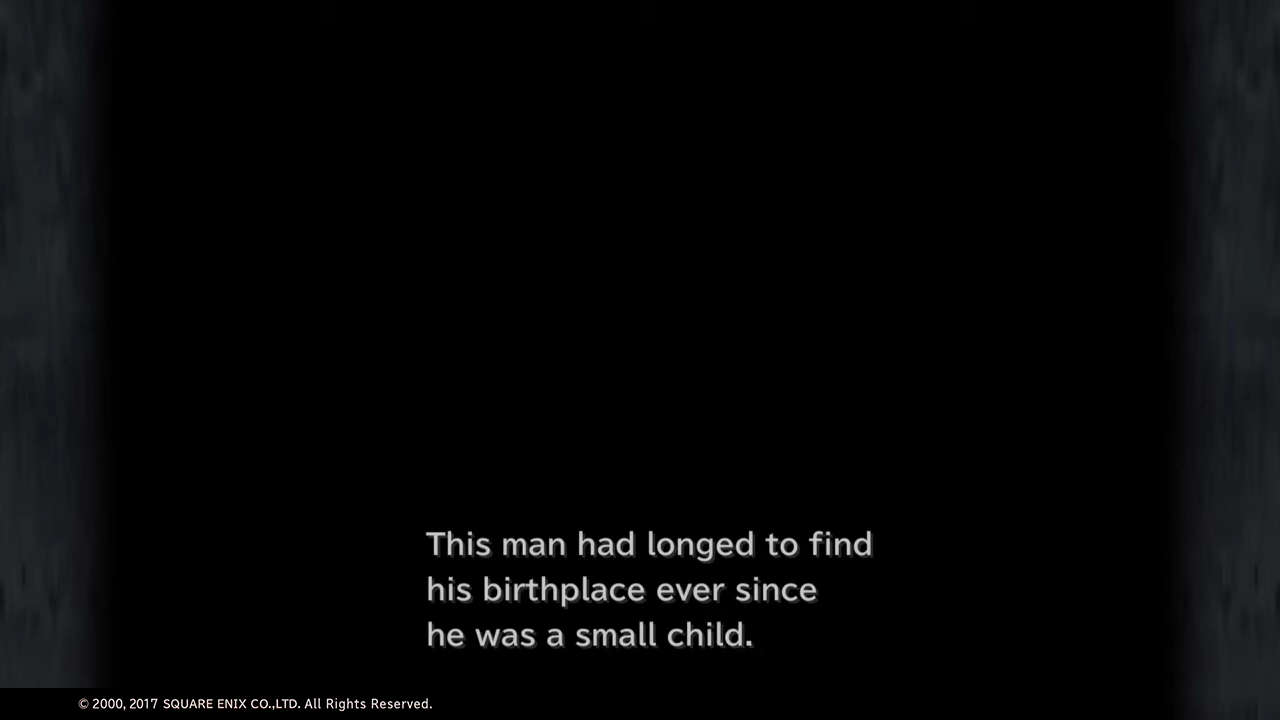 This man had longed to find
his birthplace ever since
he was a small child.
© 2000, 2017 SQUARE ENIX CO.,LTD. All Rights Reserved.